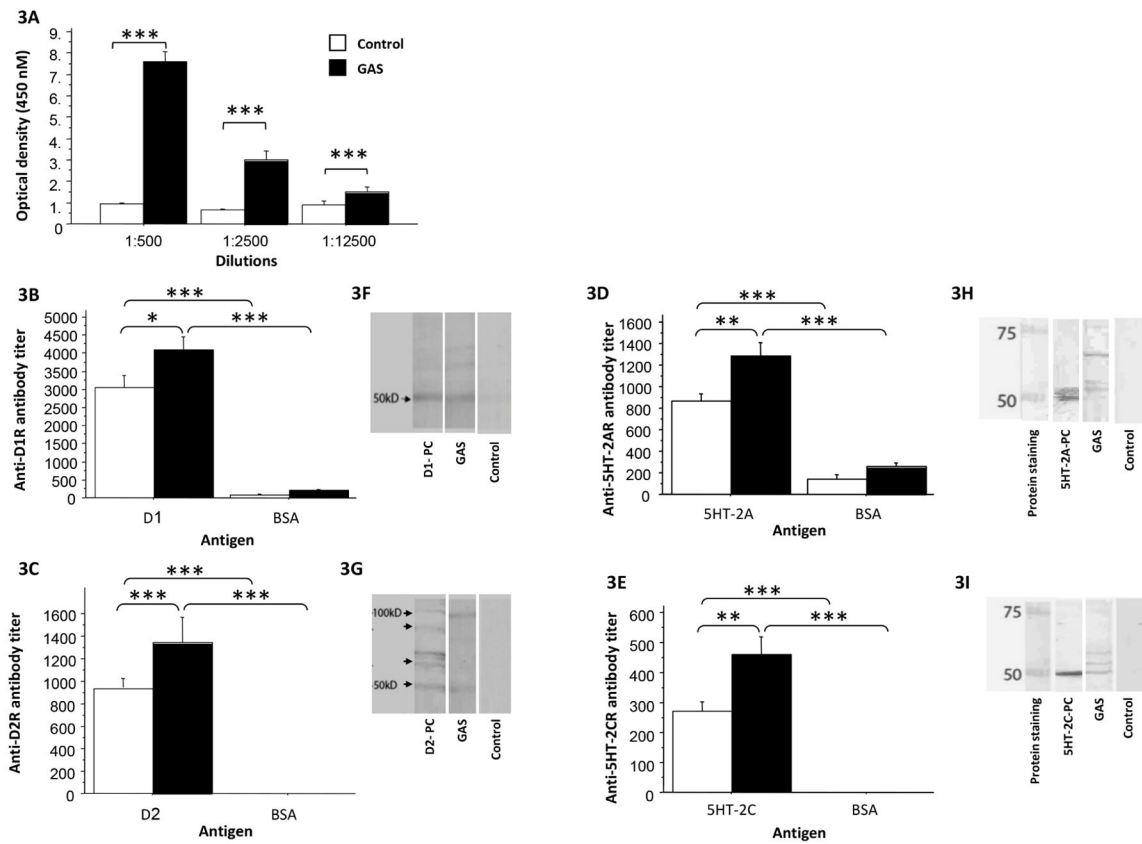 3A
Optical density (450 nM)
9.
8.
7.
6.
5.
4.
3.
2.
1.
0
***
***
***
Control
GAS
1:500 1:2500 1:12500
Dilutions
3B
Anti-D1R antibody titer
5000
4500
4000
3500
3000
2500
2000
1500
1000
500
0
***
* ***
D1 BSA
Antigen
3F
50kD
D1- PC
GAS
Control
3D
Anti-5HT-2AR antibody titer
1600
1400
1200
1000
800
600
400
200
0
***
** ***
5HT-2A BSA
Antigen
3H
75
50
Protein staining
5HT-2A-PC
GAS
Control
3C
Anti-D2R antibody titer
1600
1400
1200
1000
800
600
400
200
0
***
*** ***
D2 BSA
Antigen
3G
100kD
50kD
D2- PC
GAS
Control
3E
Anti-5HT-2CR antibody titer
600
500
400
300
200
100
0
***
** ***
5HT-2C BSA
Antigen
3I
75
50
Protein staining
5HT-2C-PC
GAS
Control